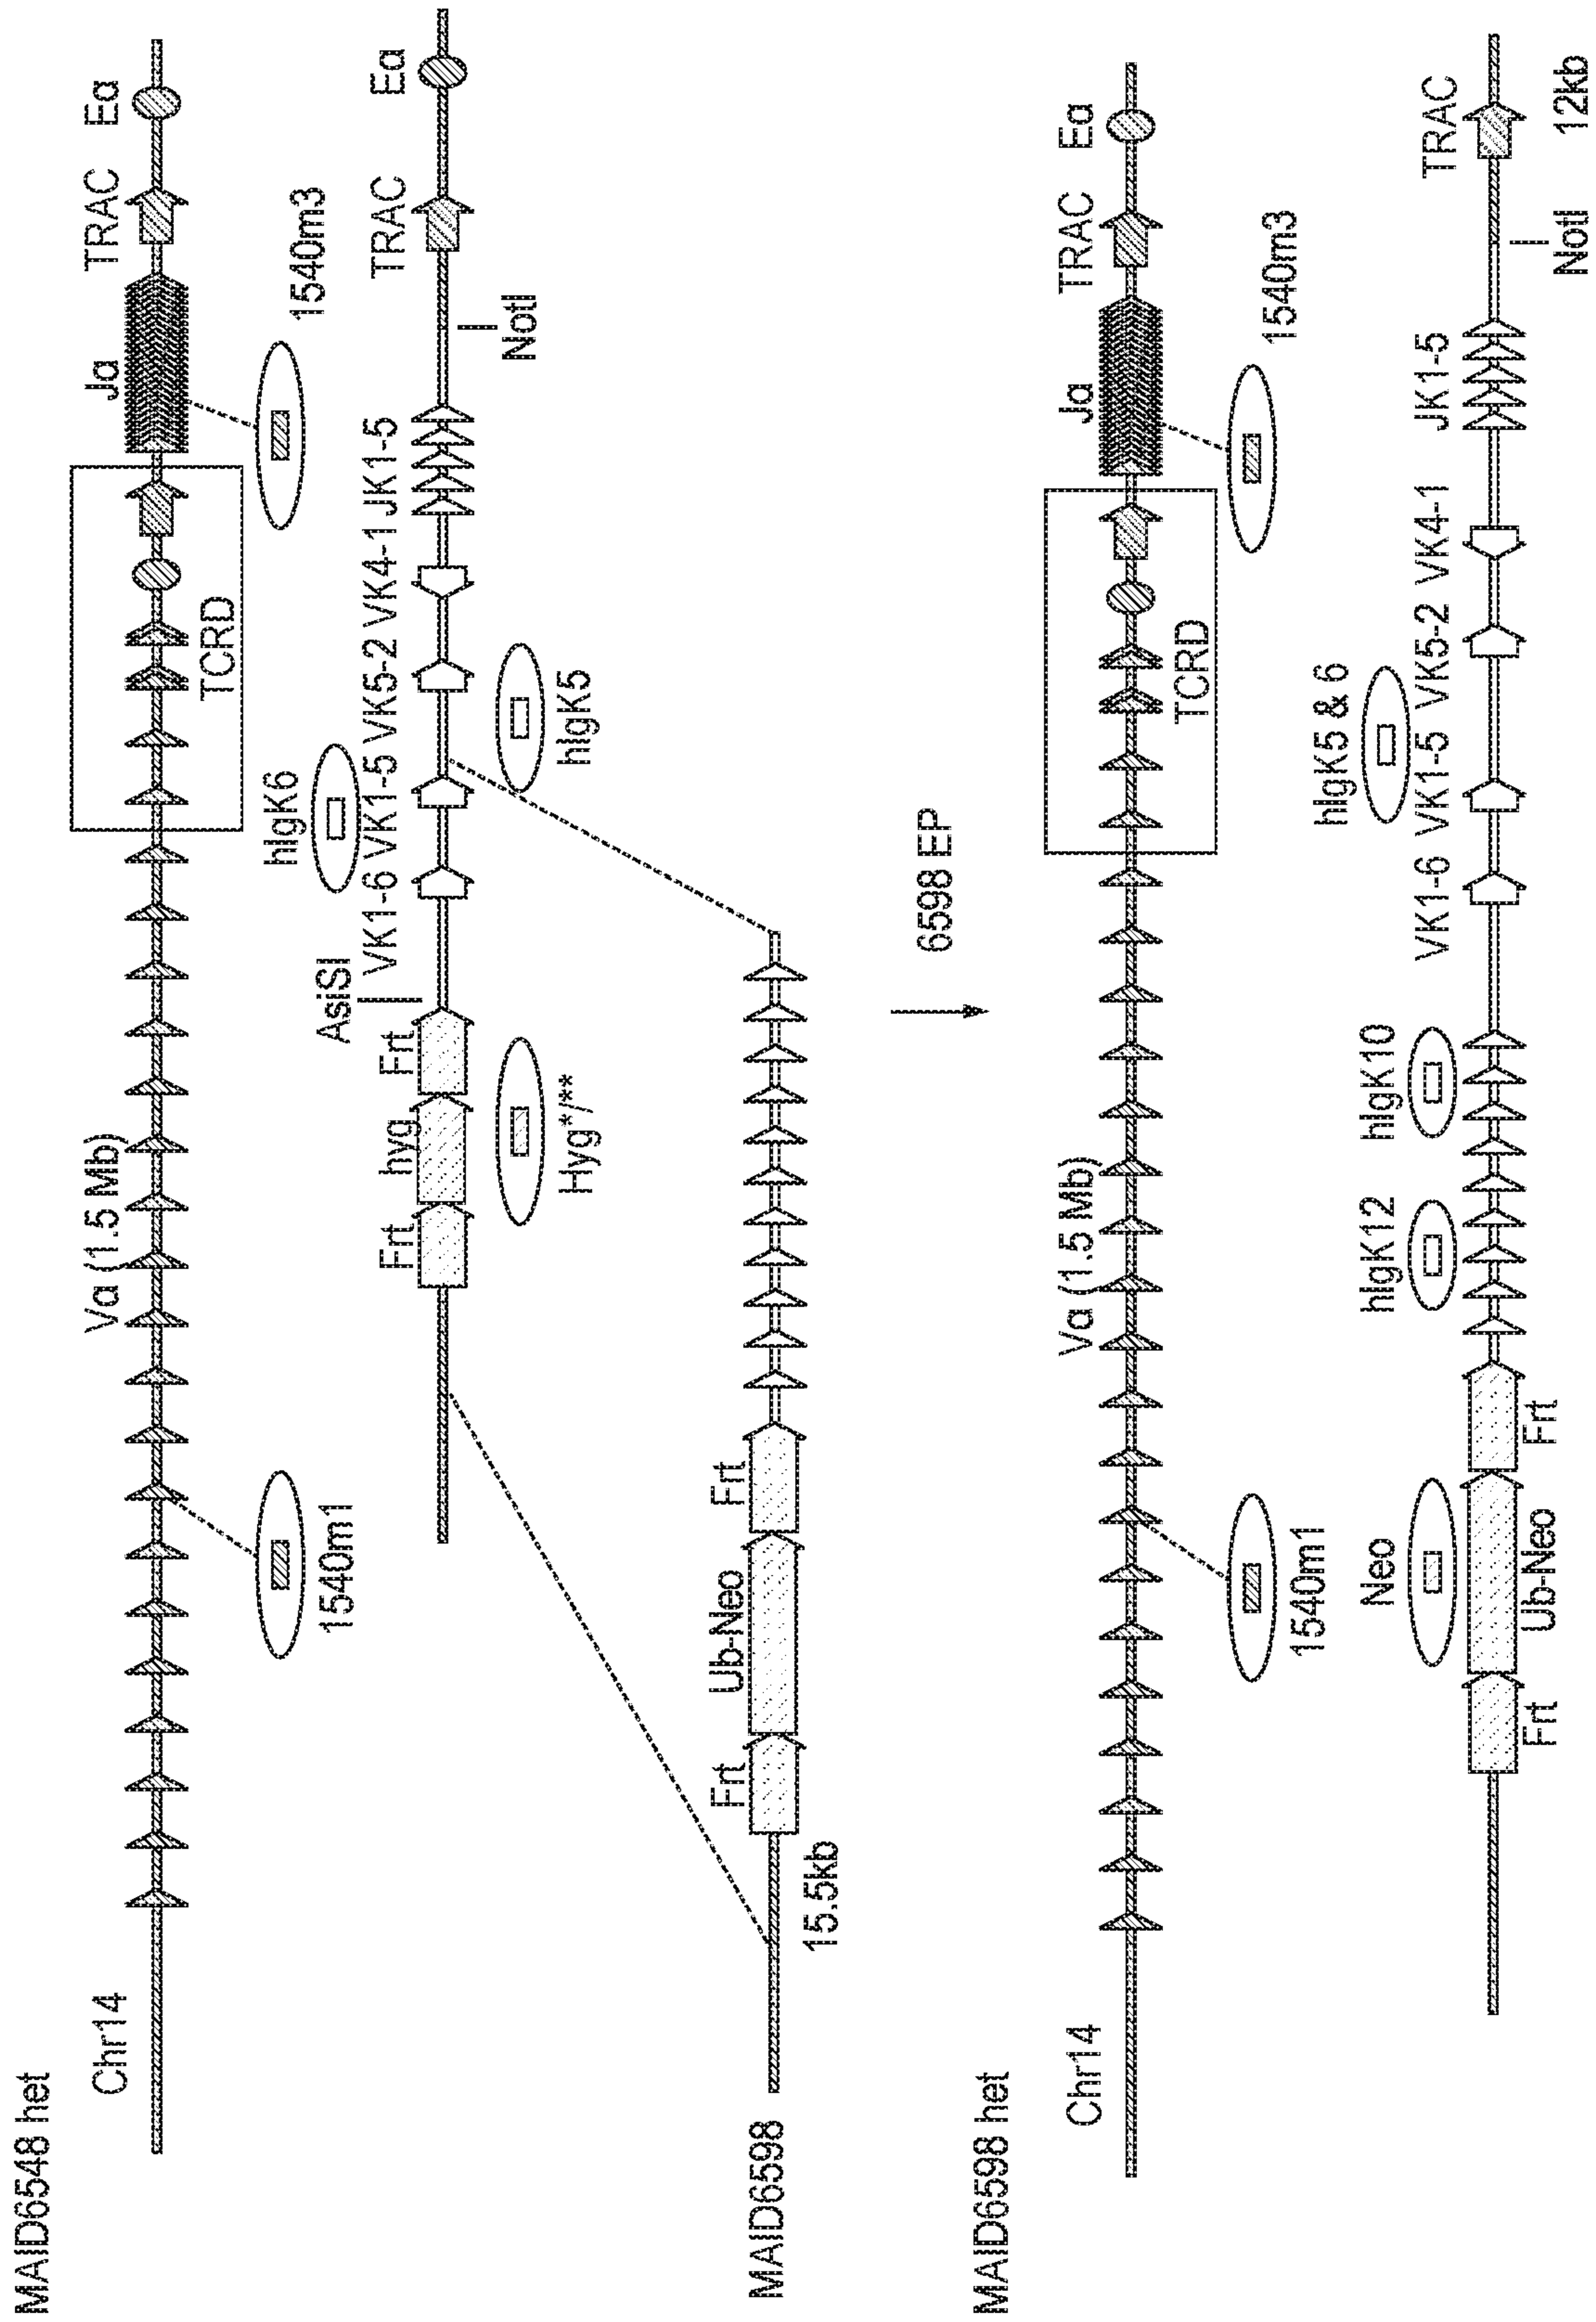 MAID6548 het
Chr14
Va (1.5 Mb)
Ja
TRAC
Ea
TCRD
1540m1
1540m3
Frt
hyg
Frt
AsiSI
hIgK6
VK1-6 VK1-5 VK5-2 VK4-1 JK1-5
TRAC
Ea
Hyg*/**
hIgK5
NotI
MAID6598
Frt
Ub-Neo
Frt
15.5kb
6598 EP
MAID6598 het
Chr14
Va (1.5 Mb)
Ja
TRAC
Ea
TCRD
1540m1
1540m3
Neo
hIgK12
hIgK10
hIgK5 & 6
VK1-6 VK1-5 VK5-2 VK4-1
JK1-5
TRAC
Frt
Ub-Neo
Frt
NotI
12kb